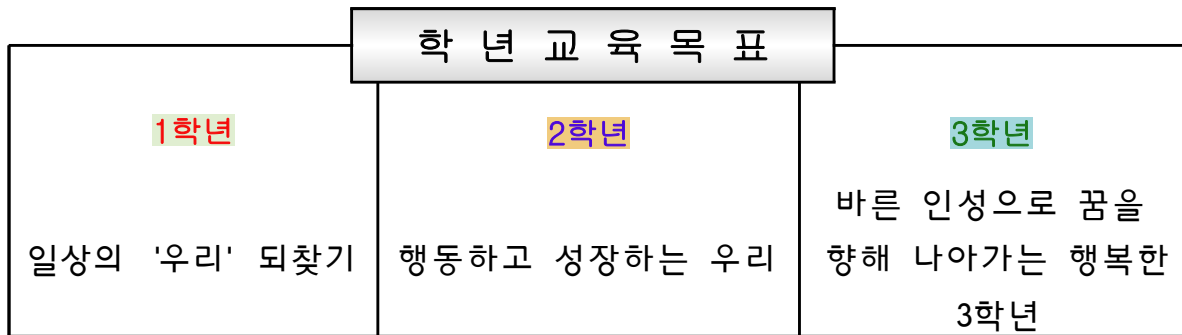 학 년 교 육 목 표
1학년
일상의 '우리' 되찾기
2학년
행동하고 성장하는 우리
3학년
바른 인성으로 꿈을
향해 나아가는 행복한
3학년